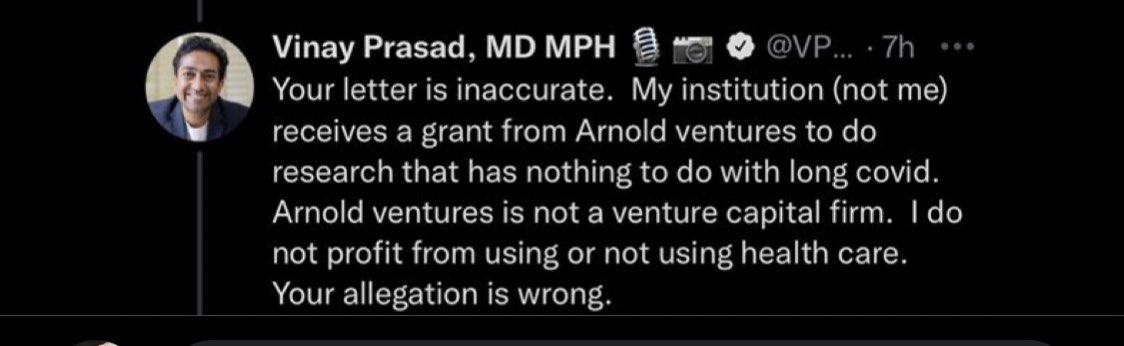 Vinay Prasad, MD MPH 🎙️📷 @VP... · 7h ...
Your letter is inaccurate.  My institution (not me)
receives a grant from Arnold ventures to do
research that has nothing to do with long covid.
Arnold ventures is not a venture capital firm.  I do
not profit from using or not using health care.
Your allegation is wrong.